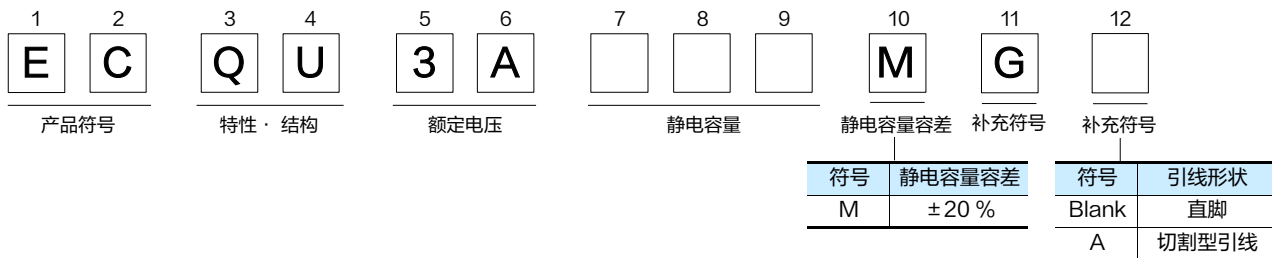 1 2 3 4 5 6 7 8 9 10 11 12
E C Q U 3 A M G
产品符号 特性·结构 额定电压 静电容量 静电容量容差 补充符号 补充符号
符号 静电容量容差 符号 引线形状
M ±20 % Blank 直脚
A 切割型引线